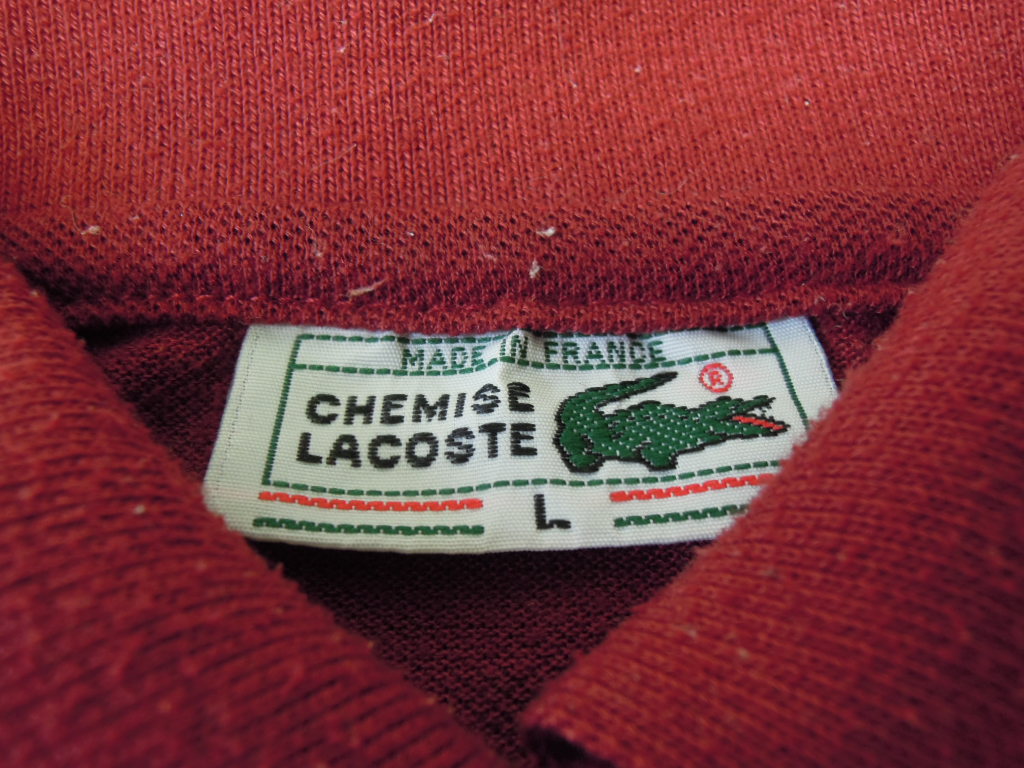 MADE IN FRANCE
CHEMISE
LACOSTE
®
L